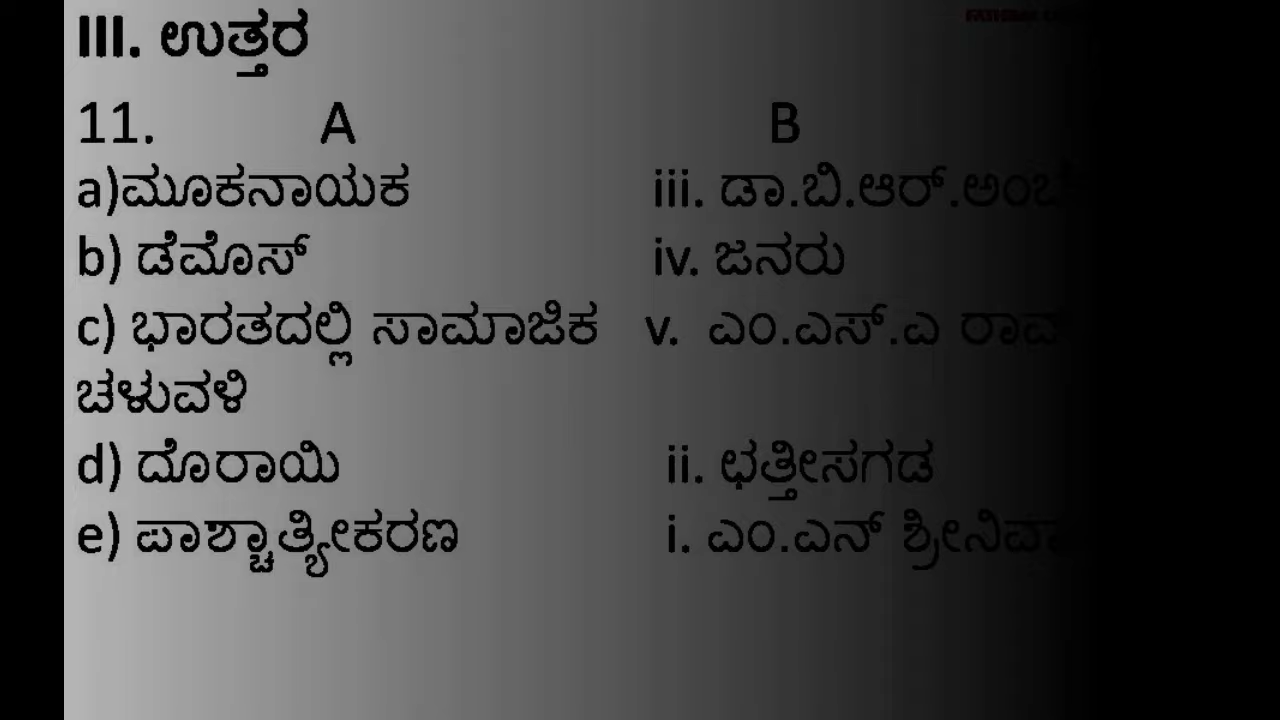 III. ಉತ್ತರ
11. A B
a)ಮೂಕನಾಯಕ iii. ಡಾ.ಬಿ.ಆರ್.
b) ಡೆಮೊಸ್ iv. ಜನರು
c) ಭಾರತದಲ್ಲಿ ಸಾಮಾಜಿಕ v. ಎಂ.ಎಸ್.ಎ
ಚಳುವಳಿ
d) ದೊರಾಯಿ ii. ಛತ್ತೀಸಗಡ
e) ಪಾಶ್ಚಾತ್ಯೀಕರಣ i. ಎಂ.ಎನ್